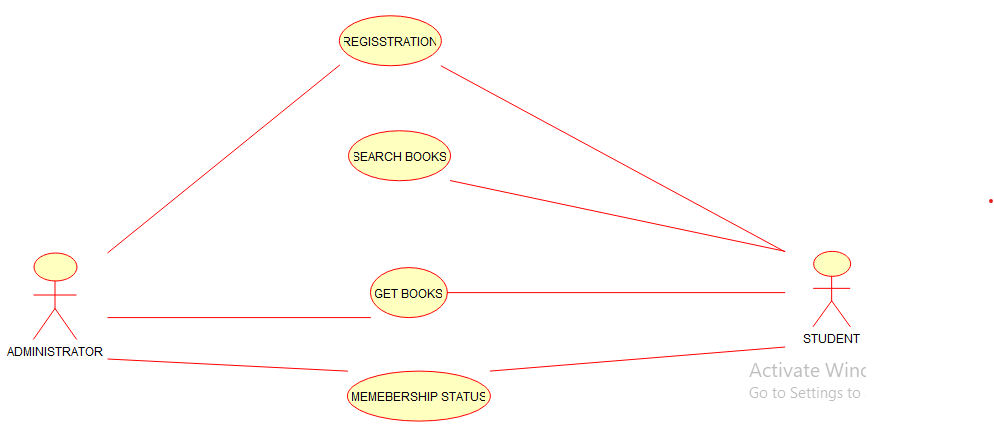 REGISSTRATION
SEARCH BOOKS
GET BOOKS
ADMINISTRATOR
STUDENT
MEMEBERSHIP STATUS
Activate Winc
Go to Settings to